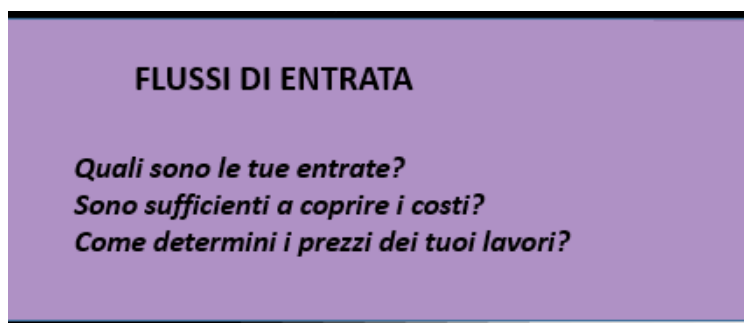 FLUSSI DI ENTRATA
Quali sono le tue entrate?
Sono sufficienti a coprire i costi?
Come determini i prezzi dei tuoi lavori?